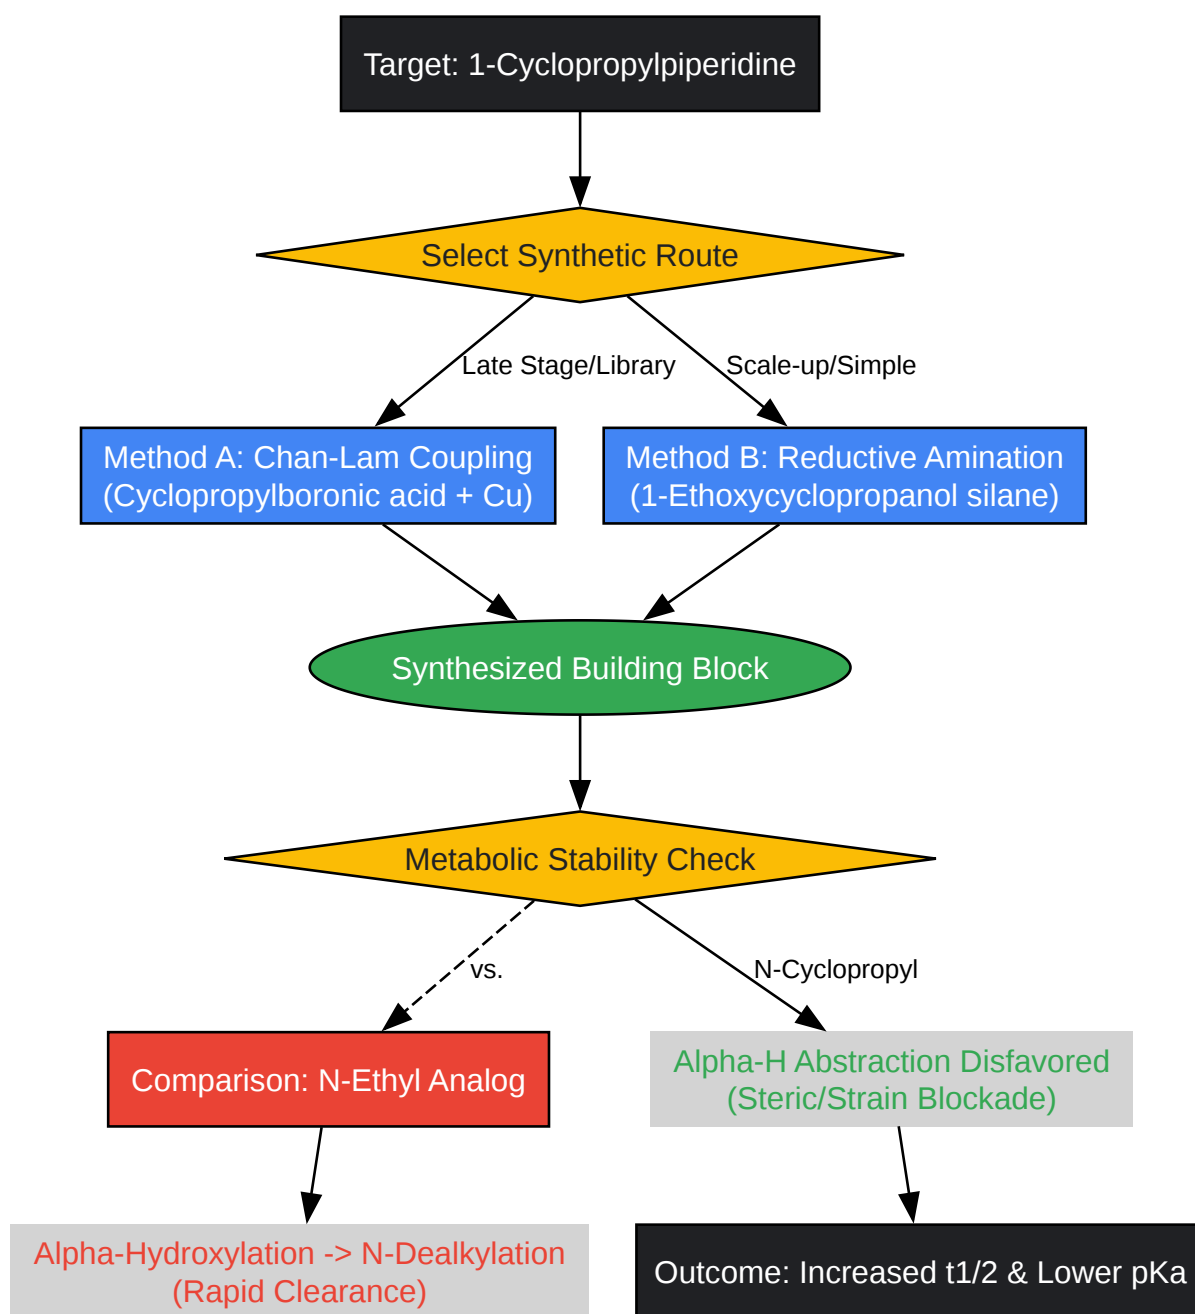 Target: 1-Cyclopropylpiperidine
Select Synthetic Route
Late Stage/Library
Scale-up/Simple
Method A: Chan-Lam Coupling
(Cyclopropylboronic acid + Cu)
Method B: Reductive Amination
(1-Ethoxycyclopropanol silane)
Synthesized Building Block
Metabolic Stability Check
vs.
N-Cyclopropyl
Comparison: N-Ethyl Analog
Alpha-H Abstraction Disfavored
(Steric/Strain Blockade)
Alpha-Hydroxylation -> N-Dealkylation
(Rapid Clearance)
Outcome: Increased t1/2 & Lower pKa